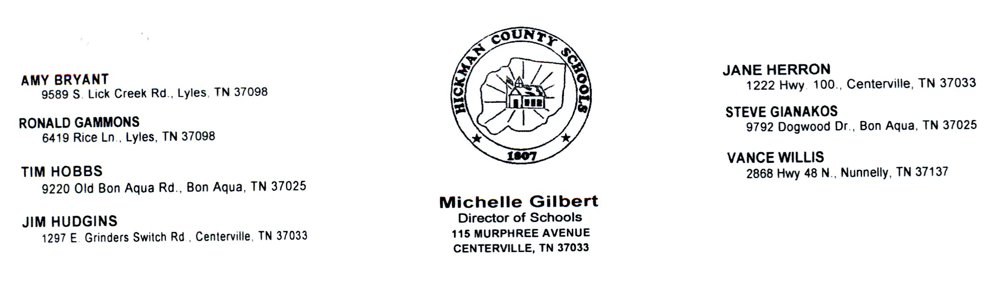 AMY BRYANT
9589 S. Lick Creek Rd., Lyles, TN 37098
RONALD GAMMONS
6419 Rice Ln., Lyles, TN 37098
TIM HOBBS
9220 Old Bon Aqua Rd., Bon Aqua, TN 37025
JIM HUDGINS
1297 E. Grinders Switch Rd., Centerville, TN 37033
HICKMAN COUNTY SCHOOLS
1807
Michelle Gilbert
Director of Schools
115 MURPHREE AVENUE
CENTERVILLE, TN 37033
JANE HERRON
1222 Hwy. 100., Centerville, TN 37033
STEVE GIANAKOS
9792 Dogwood Dr., Bon Aqua, TN 37025
VANCE WILLIS
2868 Hwy 48 N., Nunnelly, TN 37137